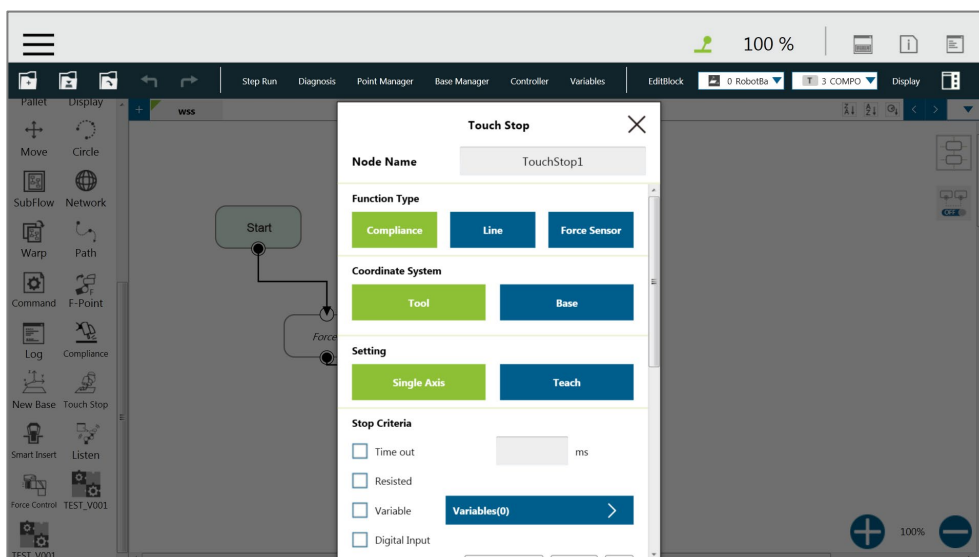 100 %
Step Run Diagnosis Point Manager Base Manager Controller Variables EditBlock 0 RobotBa T 3 COMPO Display
Pallet Display
+ wss
Move Circle
SubFlow Network
Warp Path
Command F-Point
Log Compliance
New Base Touch Stop
Smart Insert Listen
Force Control TEST_V001
TEST_V001
Start
Force
Touch Stop
Node Name TouchStop1
Function Type
Compliance Line Force Sensor
Coordinate System
Tool Base
Setting
Single Axis Teach
Stop Criteria
Time out ms
Resisted
Variable Variables(0)
Digital Input
OFF
100%